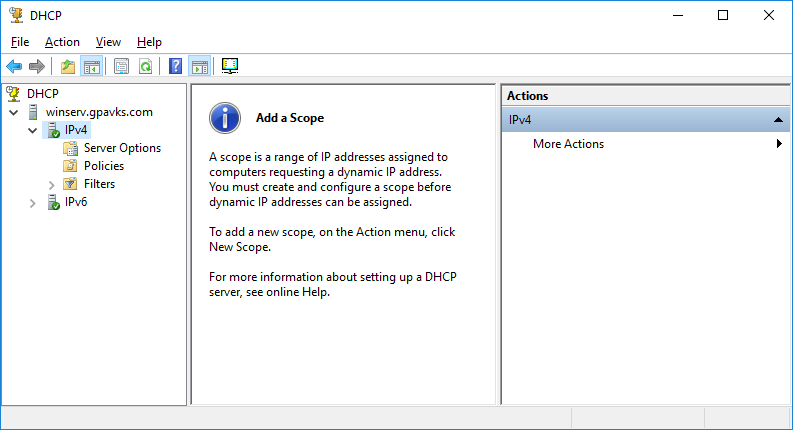 DHCP
File Action View Help
DHCP
winserv.gpavks.com
IPv4
Server Options
Policies
Filters
IPv6
Add a Scope
A scope is a range of IP addresses assigned to
computers requesting a dynamic IP address.
You must create and configure a scope before
dynamic IP addresses can be assigned.
To add a new scope, on the Action menu, click
New Scope.
For more information about setting up a DHCP
server, see online Help.
Actions
IPv4
More Actions